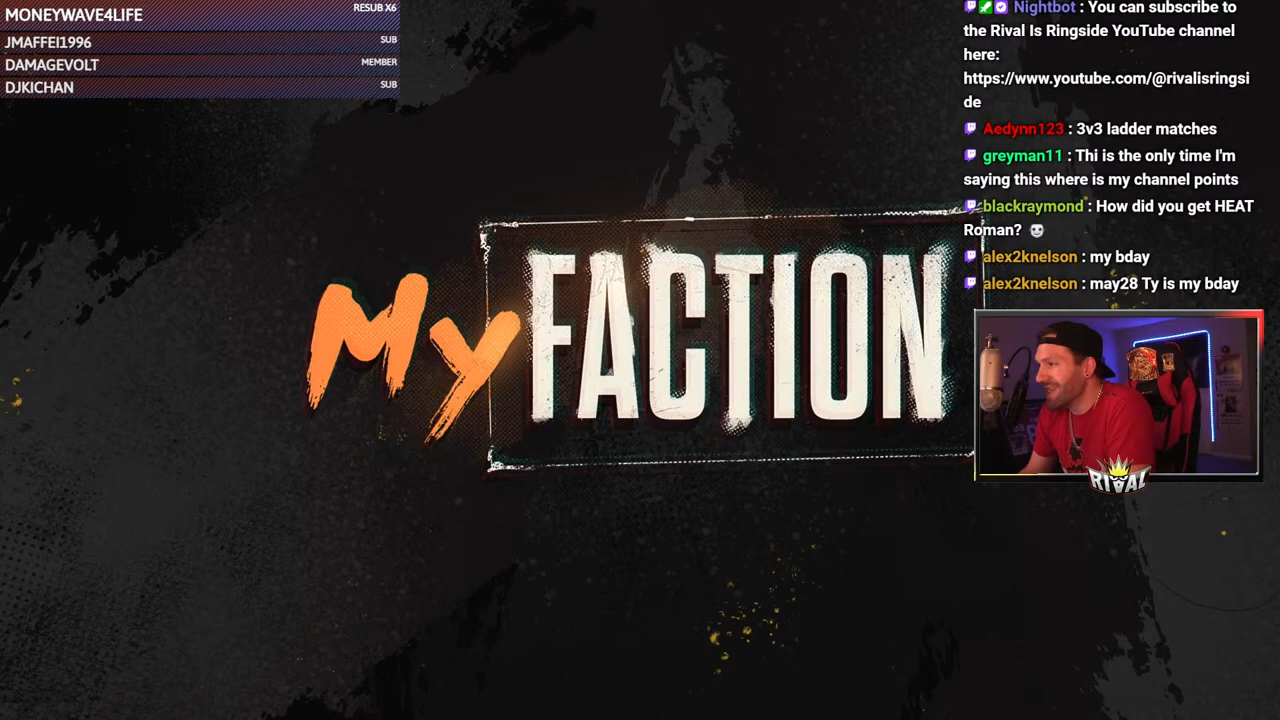 MONEYWAVE4LIFE RESUB X6
JMAFFEI1996 SUB
DAMAGEVOLT MEMBER
DJKICHAN SUB
Nightbot : You can subscribe to
the Rival Is Ringside YouTube channel
here:
https://www.youtube.com/@rivalisringsi
de
Aedynn123 : 3v3 ladder matches
greyman11 : Thi is the only time I'm
saying this where is my channel points
blackraymond : How did you get HEAT
Roman?
alex2knelson : my bday
alex2knelson : may28 Ty is my bday
My FACTION
RIVAL